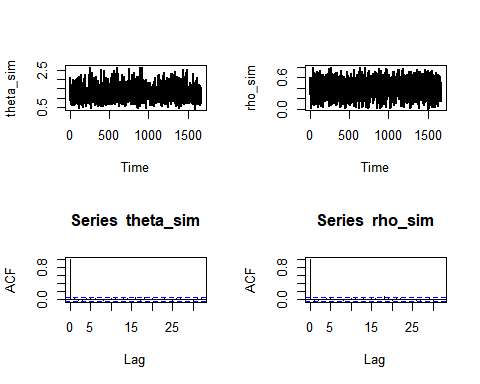 theta_sim
0.5 2.5
0 500 1000 1500
Time
rho_sim
0.0 0.6
0 500 1000 1500
Time
Series theta_sim
ACF
0.0 0.8
0 5 15 25
Lag
Series rho_sim
ACF
0.0 0.8
0 5 15 25
Lag